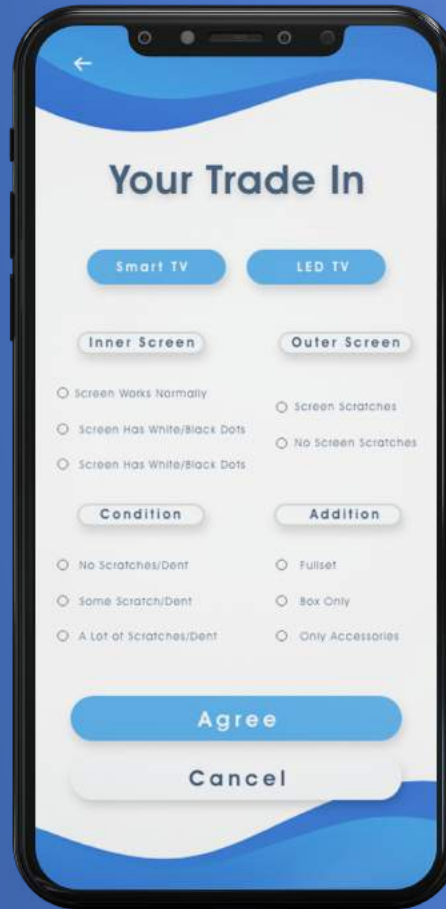 Your Trade In
Smart TV
LED TV
Inner Screen
Screen Works Normally
Screen Has White/Black Dots
Screen Has White/Black Dots
Outer Screen
Screen Scratches
No Screen Scratches
Condition
No Scratches/Dent
Some Scratch/Dent
A Lot of Scratches/Dent
Addition
Fullset
Box Only
Only Accessories
Agree
Cancel